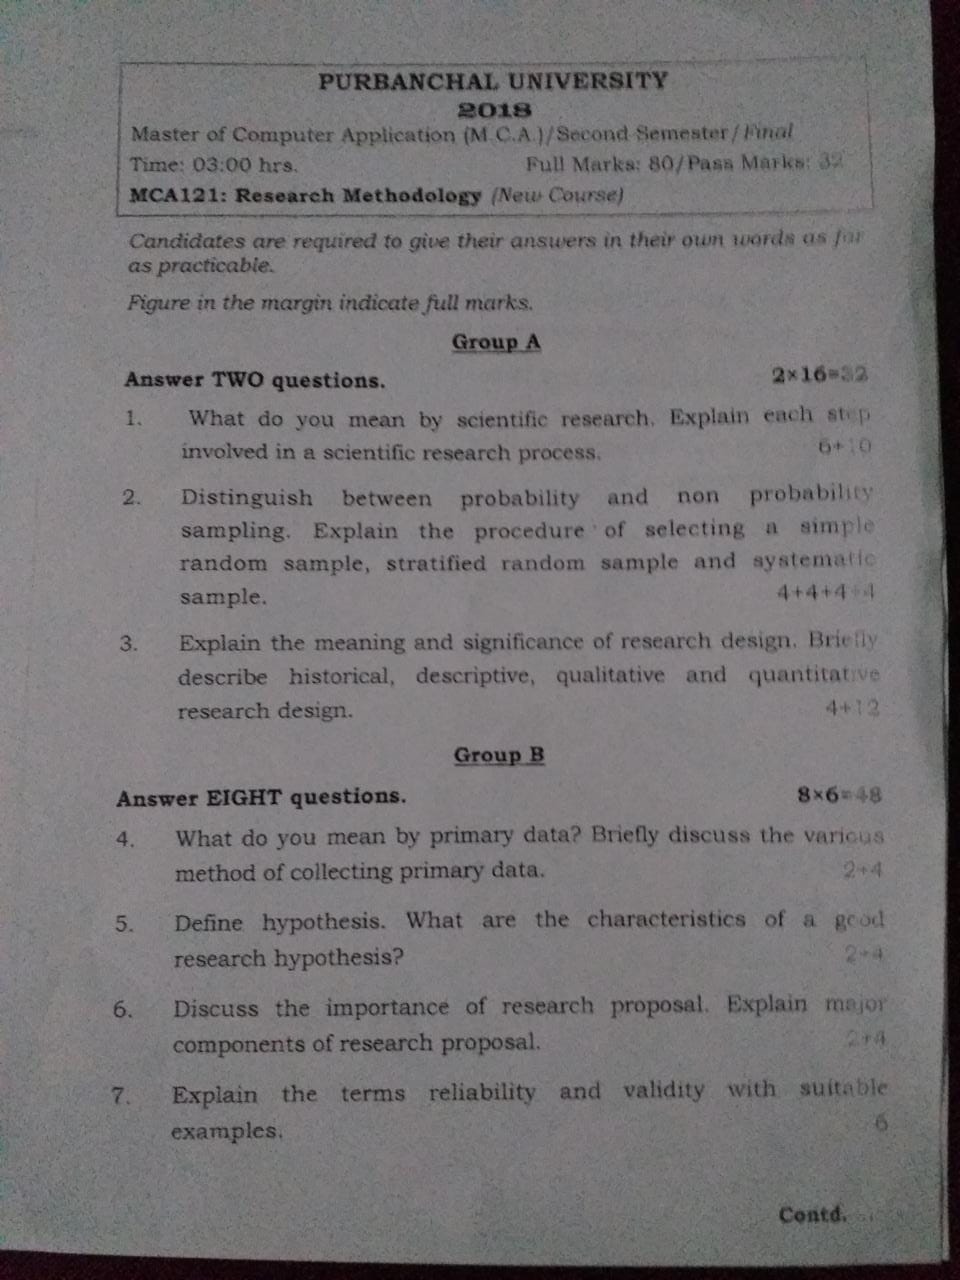 PURBANCHAL UNIVERSITY
2018
Master of Computer Application (M.C.A.)/Second Semester/Final
Time: 03:00 hrs. Full Marks: 80/Pass Marks: 32
MCA121: Research Methodology (New Course)
Candidates are required to give their answers in their own words as far
as practicable.
Figure in the margin indicate full marks.
Group A
Answer TWO questions. 2×16=32
1. What do you mean by scientific research. Explain each step
involved in a scientific research process. 6+10
2. Distinguish between probability and non probability
sampling. Explain the procedure of selecting a simple
random sample, stratified random sample and systematic
sample. 4+4+4+4
3. Explain the meaning and significance of research design. Briefly
describe historical, descriptive, qualitative and quantitative
research design. 4+12
Group B
Answer EIGHT questions. 8×6=48
4. What do you mean by primary data? Briefly discuss the various
method of collecting primary data. 2+4
5. Define hypothesis. What are the characteristics of a good
research hypothesis? 2+4
6. Discuss the importance of research proposal. Explain major
components of research proposal. 2+4
7. Explain the terms reliability and validity with suitable
examples. 6
Contd.